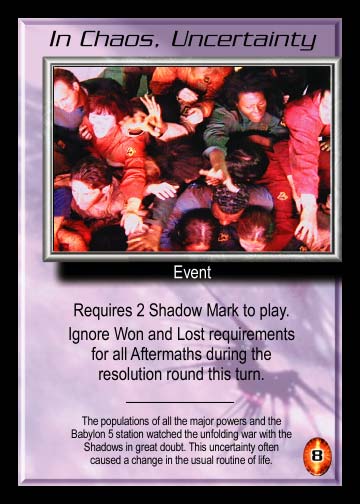 In Chaos, Uncertainty
Event
Requires 2 Shadow Mark to play.
Ignore Won and Lost requirements
for all Aftermaths during the
resolution round this turn.
The populations of all the major powers and the
Babylon 5 station watched the unfolding war with the
Shadows in great doubt. This uncertainty often
caused a change in the usual routine of life.
8